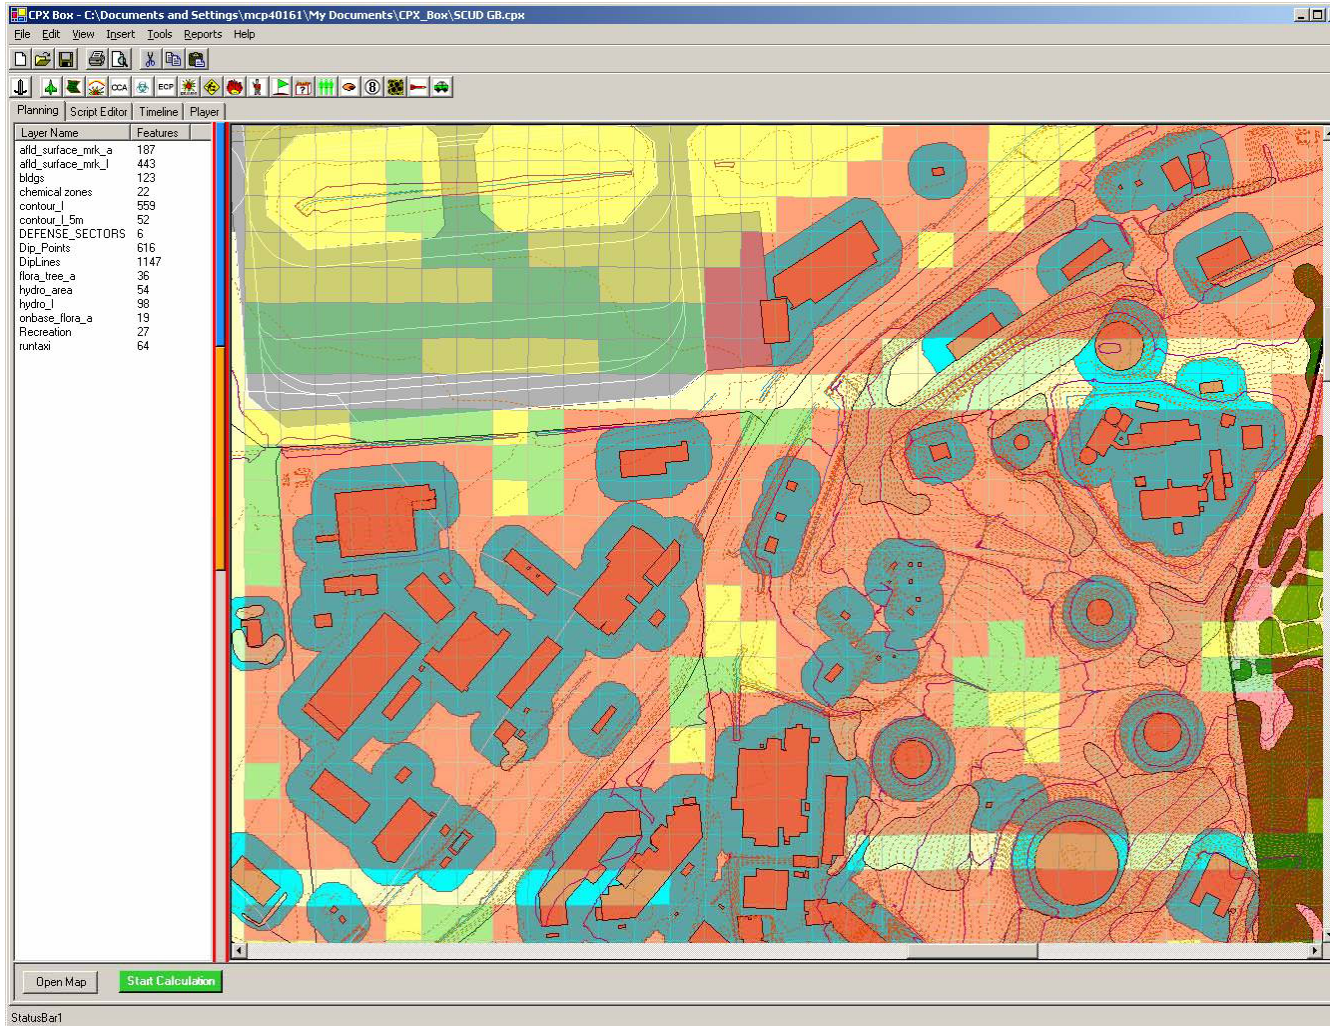 CPX Box - C:\Documents and Settings\mcp40161\My Documents\CPX_Box\SCUD GB.cpx
File Edit View Insert Tools Reports Help
CCA ECP 8
Planning Script Editor Timeline Player
Layer Name Features
afld_surface_mrk_a 187
afld_surface_mrk_l 443
bldgs 123
chemical zones 22
contour_l 559
contour_l_5m 52
DEFENSE_SECTORS 6
Dip_Points 616
DipLines 1147
flora_tree_a 36
hydro_area 54
hydro_l 98
onbase_flora_a 19
Recreation 27
runtaxi 64
Open Map Start Calculation
StatusBar1